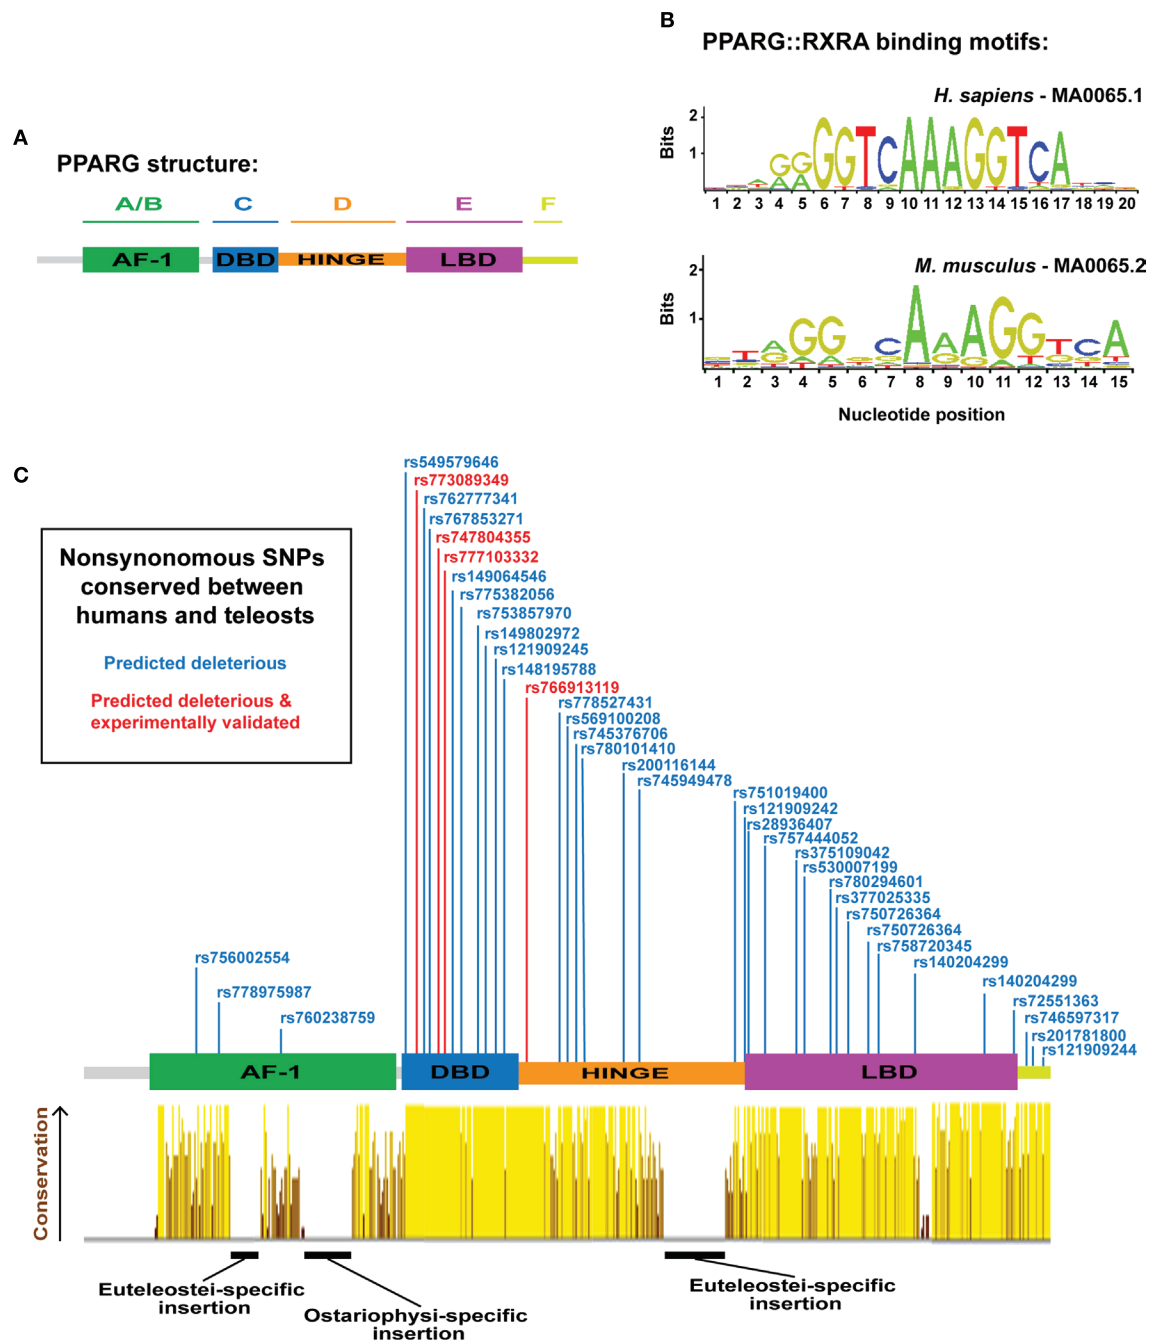 A
PPARG structure:
A/B C D E F
AF-1 DBD HINGE LBD
B
PPARG::RXRA binding motifs:
H. sapiens - MA0065.1
Bits
2
1
1 2 3 4 5 6 7 8 9 10 11 12 13 14 15 16 17 18 19 20
M. musculus - MA0065.2
Bits
2
1
1 2 3 4 5 6 7 8 9 10 11 12 13 14 15
Nucleotide position
C
Nonsynonomous SNPs
conserved between
humans and teleosts
Predicted deleterious
Predicted deleterious &
experimentally validated
rs549579646
rs773089349
rs762777341
rs767853271
rs747804355
rs777103332
rs149064546
rs775382056
rs753857970
rs149802972
rs121909245
rs148195788
rs766913119
rs778527431
rs569100208
rs745376706
rs780101410
rs200116144
rs745949478
rs751019400
rs121909242
rs28936407
rs757444052
rs375109042
rs530007199
rs780294601
rs377025335
rs750726364
rs750726364
rs758720345
rs140204299
rs140204299
rs72551363
rs746597317
rs201781800
rs121909244
rs756002554
rs778975987
rs760238759
AF-1 DBD HINGE LBD
Conservation
Euteleostei-specific
insertion
Ostariophysi-specific
insertion
Euteleostei-specific
insertion